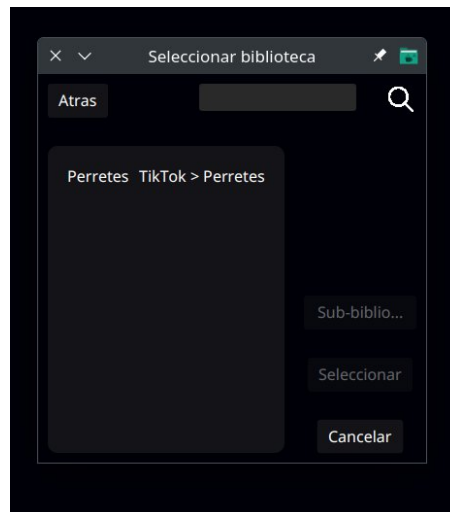 Seleccionar biblioteca
Atras
Perretes TikTok > Perretes
Sub-biblio...
Seleccionar
Cancelar